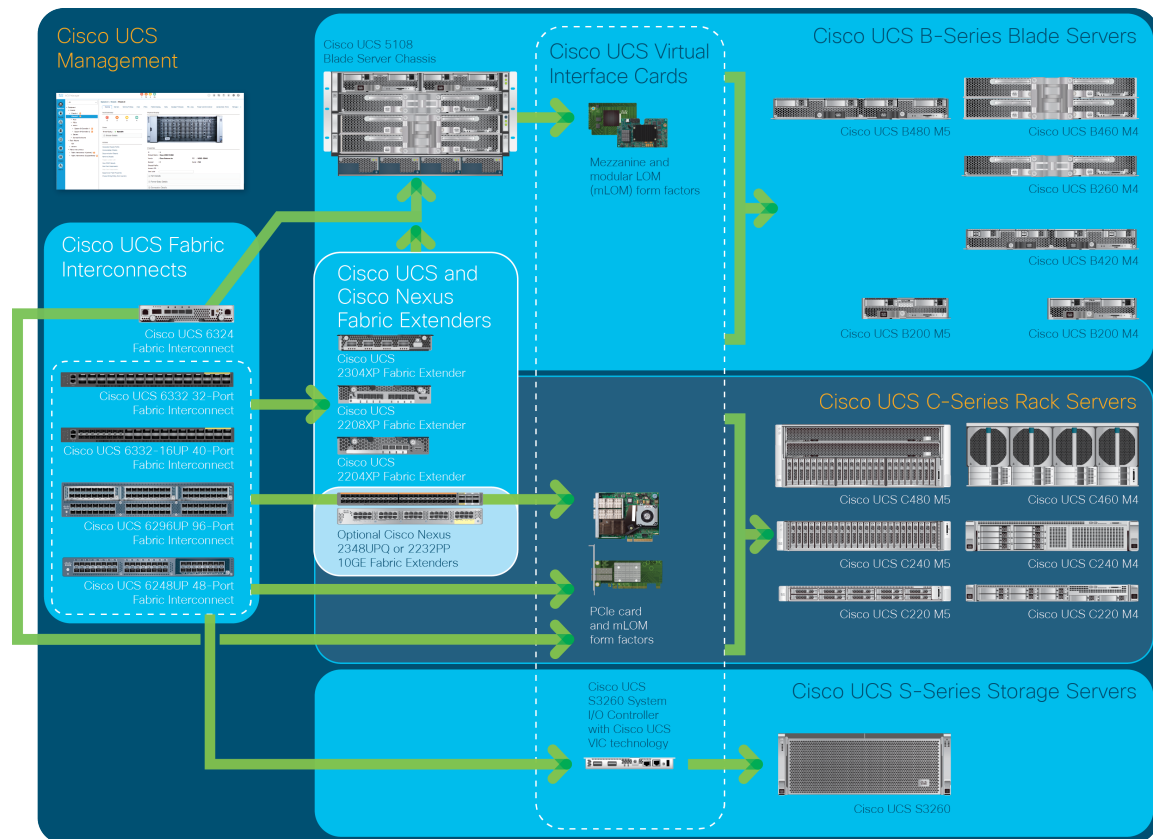 Cisco UCS
Management
Cisco UCS 5108
Blade Server Chassis
Cisco UCS Virtual
Interface Cards
Mezzanine and
modular LOM
(mLOM) form factors
Cisco UCS B-Series Blade Servers
Cisco UCS B480 M5
Cisco UCS B460 M4
Cisco UCS B260 M4
Cisco UCS B420 M4
Cisco UCS B200 M5
Cisco UCS B200 M4
Cisco UCS Fabric
Interconnects
Cisco UCS 6324
Fabric Interconnect
Cisco UCS 6332 32-Port
Fabric Interconnect
Cisco UCS 6332-16UP 40-Port
Fabric Interconnect
Cisco UCS 6296UP 96-Port
Fabric Interconnect
Cisco UCS 6248UP 48-Port
Fabric Interconnect
Cisco UCS and
Cisco Nexus
Fabric Extenders
Cisco UCS
2304XP Fabric Extender
Cisco UCS
2208XP Fabric Extender
Cisco UCS
2204XP Fabric Extender
Optional Cisco Nexus
2348UPQ or 2232PP
10GE Fabric Extenders
PCIe card
and mLOM
form factors
Cisco UCS C-Series Rack Servers
Cisco UCS C480 M5
Cisco UCS C460 M4
Cisco UCS C240 M5
Cisco UCS C240 M4
Cisco UCS C220 M5
Cisco UCS C220 M4
Cisco UCS
S3260 System
I/O Controller
with Cisco UCS
VIC technology
Cisco UCS S-Series Storage Servers
Cisco UCS S3260